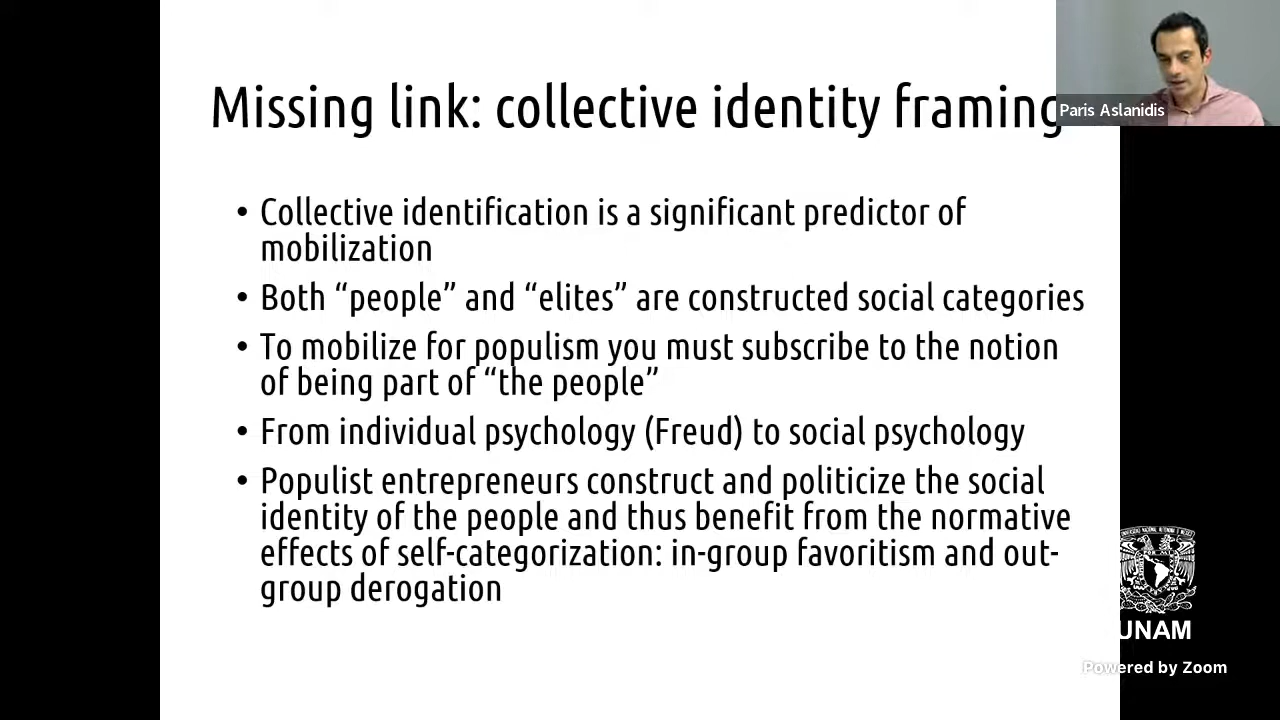 Missing link: collective identity framing
Paris Aslanidis
• Collective identification is a significant predictor of
mobilization
• Both “people” and “elites” are constructed social categories
• To mobilize for populism you must subscribe to the notion
of being part of “the people”
• From individual psychology (Freud) to social psychology
• Populist entrepreneurs construct and politicize the social
identity of the people and thus benefit from the normative
effects of self-categorization: in-group favoritism and out-
group derogation
UNAM
Powered by Zoom